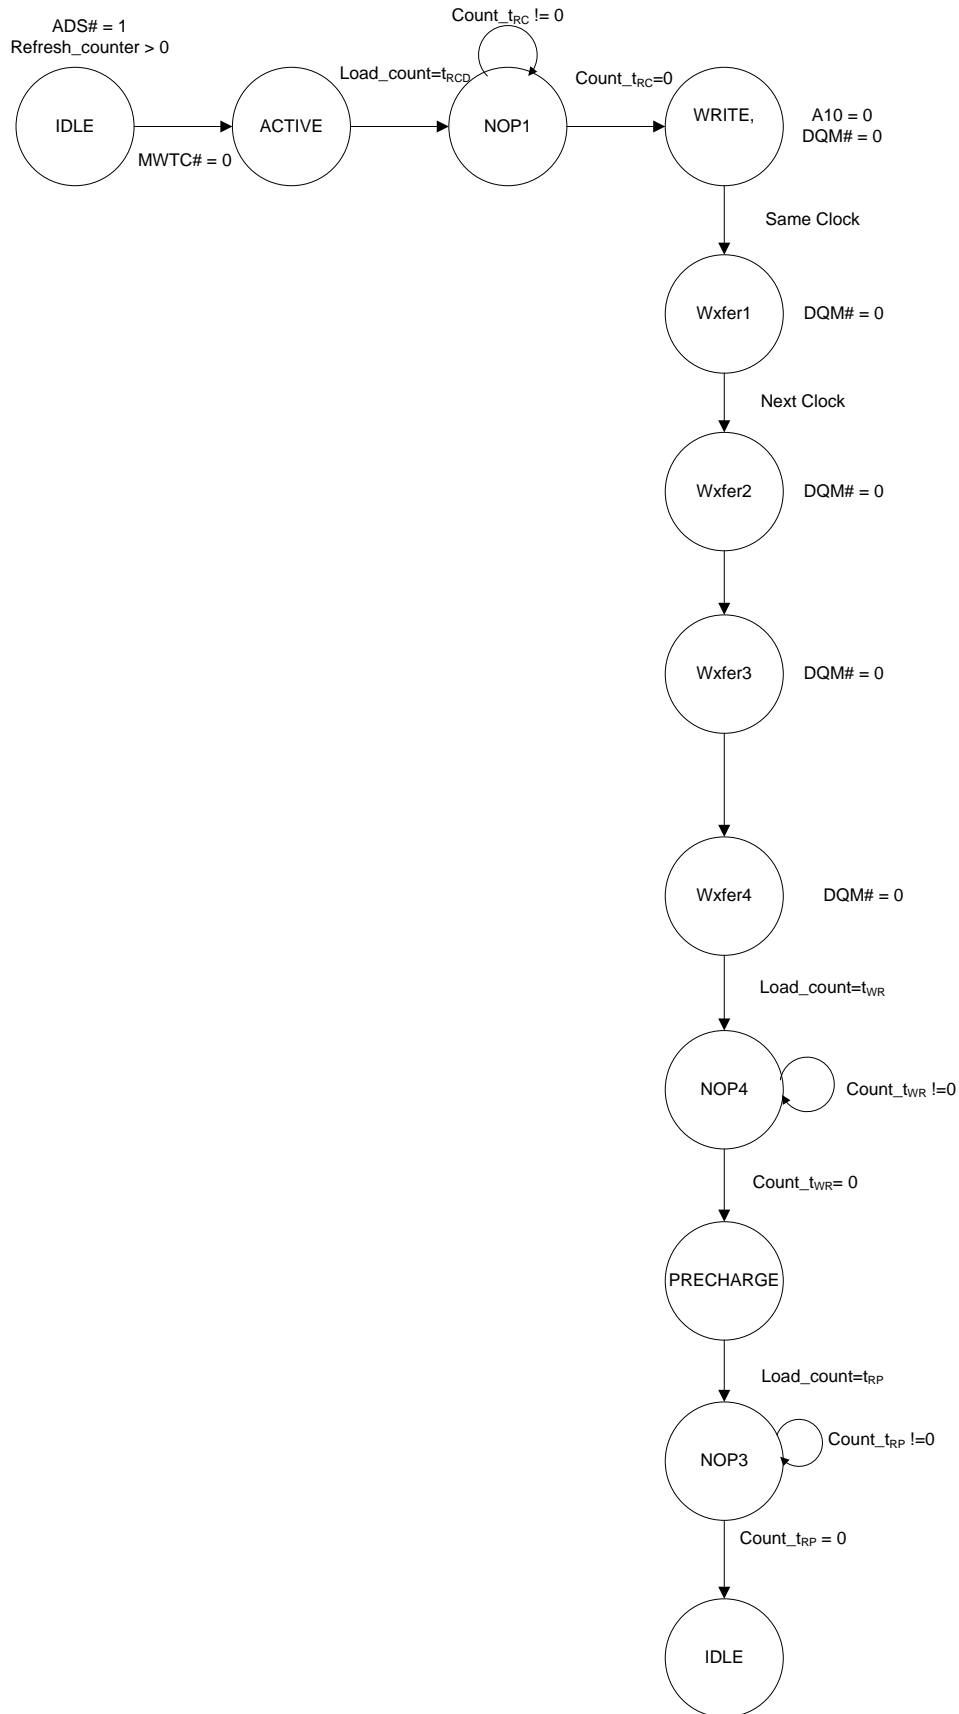 Count_tRC != 0
ADS# = 1
Refresh_counter > 0
Load_count=tRCD
Count_tRC=0
IDLE
ACTIVE
NOP1
WRITE,
A10 = 0
DQM# = 0
MWTC# = 0
Same Clock
Wxfer1
DQM# = 0
Next Clock
Wxfer2
DQM# = 0
Wxfer3
DQM# = 0
Wxfer4
DQM# = 0
Load_count=tWR
NOP4
Count_tWR !=0
Count_tWR= 0
PRECHARGE
Load_count=tRP
NOP3
Count_tRP !=0
Count_tRP = 0
IDLE